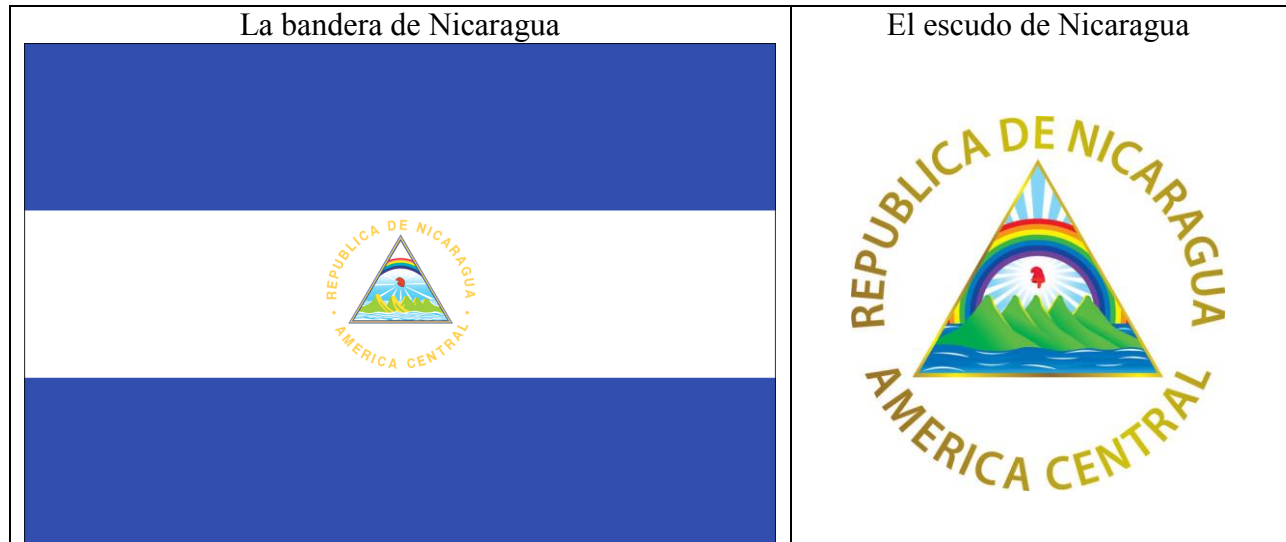 La bandera de Nicaragua
REPUBLICA DE NICARAGUA
· AMERICA CENTRAL ·
El escudo de Nicaragua
REPUBLICA DE NICARAGUA
AMERICA CENTRAL